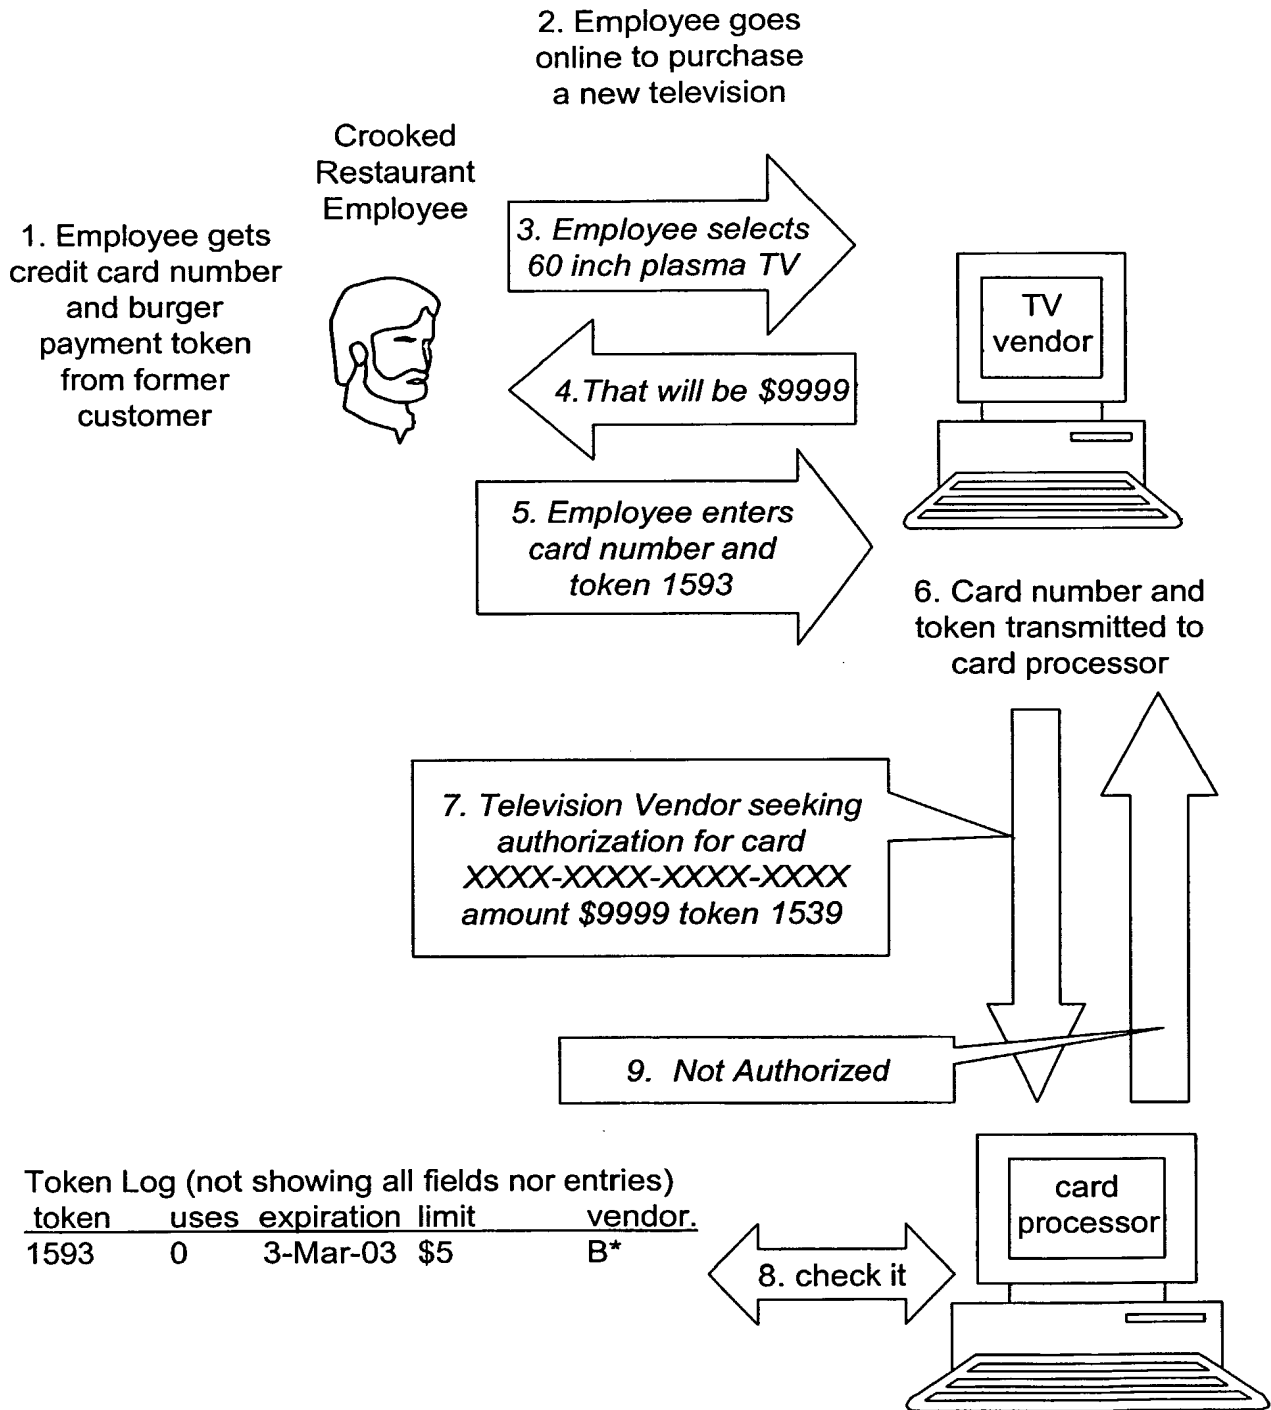 2. Employee goes
online to purchase
a new television
Crooked
Restaurant
Employee
1. Employee gets
credit card number
and burger
payment token
from former
customer
3. Employee selects
60 inch plasma TV
TV
vendor
4. That will be $9999
5. Employee enters
card number and
token 1593
6. Card number and
token transmitted to
card processor
7. Television Vendor seeking
authorization for card
XXXX-XXXX-XXXX-XXXX
amount $9999 token 1539
9. Not Authorized
card
processor
Token Log (not showing all fields nor entries)
token uses expiration limit vendor.
1593 0 3-Mar-03 $5 B*
8. check it